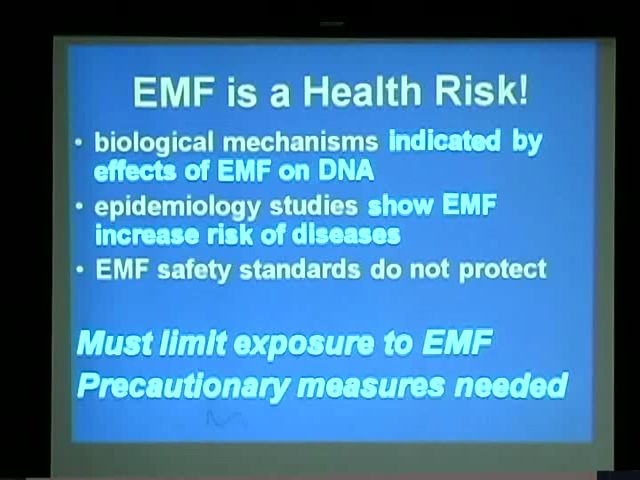 EMF is a Health Risk!
• biological mechanisms indicated by
effects of EMF on DNA
• epidemiology studies show EMF
increase risk of diseases
• EMF safety standards do not protect
Must limit exposure to EMF
Precautionary measures needed